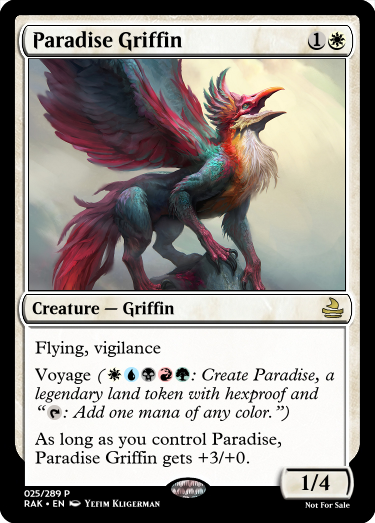 Paradise Griffin 1
Creature — Griffin
Flying, vigilance
Voyage ( : Create Paradise, a
legendary land token with hexproof and
“ : Add one mana of any color.”)
As long as you control Paradise,
Paradise Griffin gets +3/+0.
1/4
025/289 P
RAK • EN Yefim Kligerman
Not For Sale